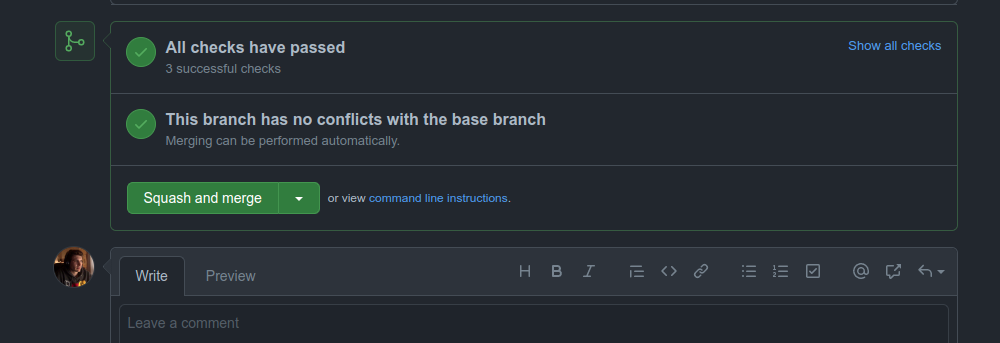 All checks have passed
Show all checks
3 successful checks
This branch has no conflicts with the base branch
Merging can be performed automatically.
Squash and merge
or view command line instructions.
Write
Preview
Leave a comment